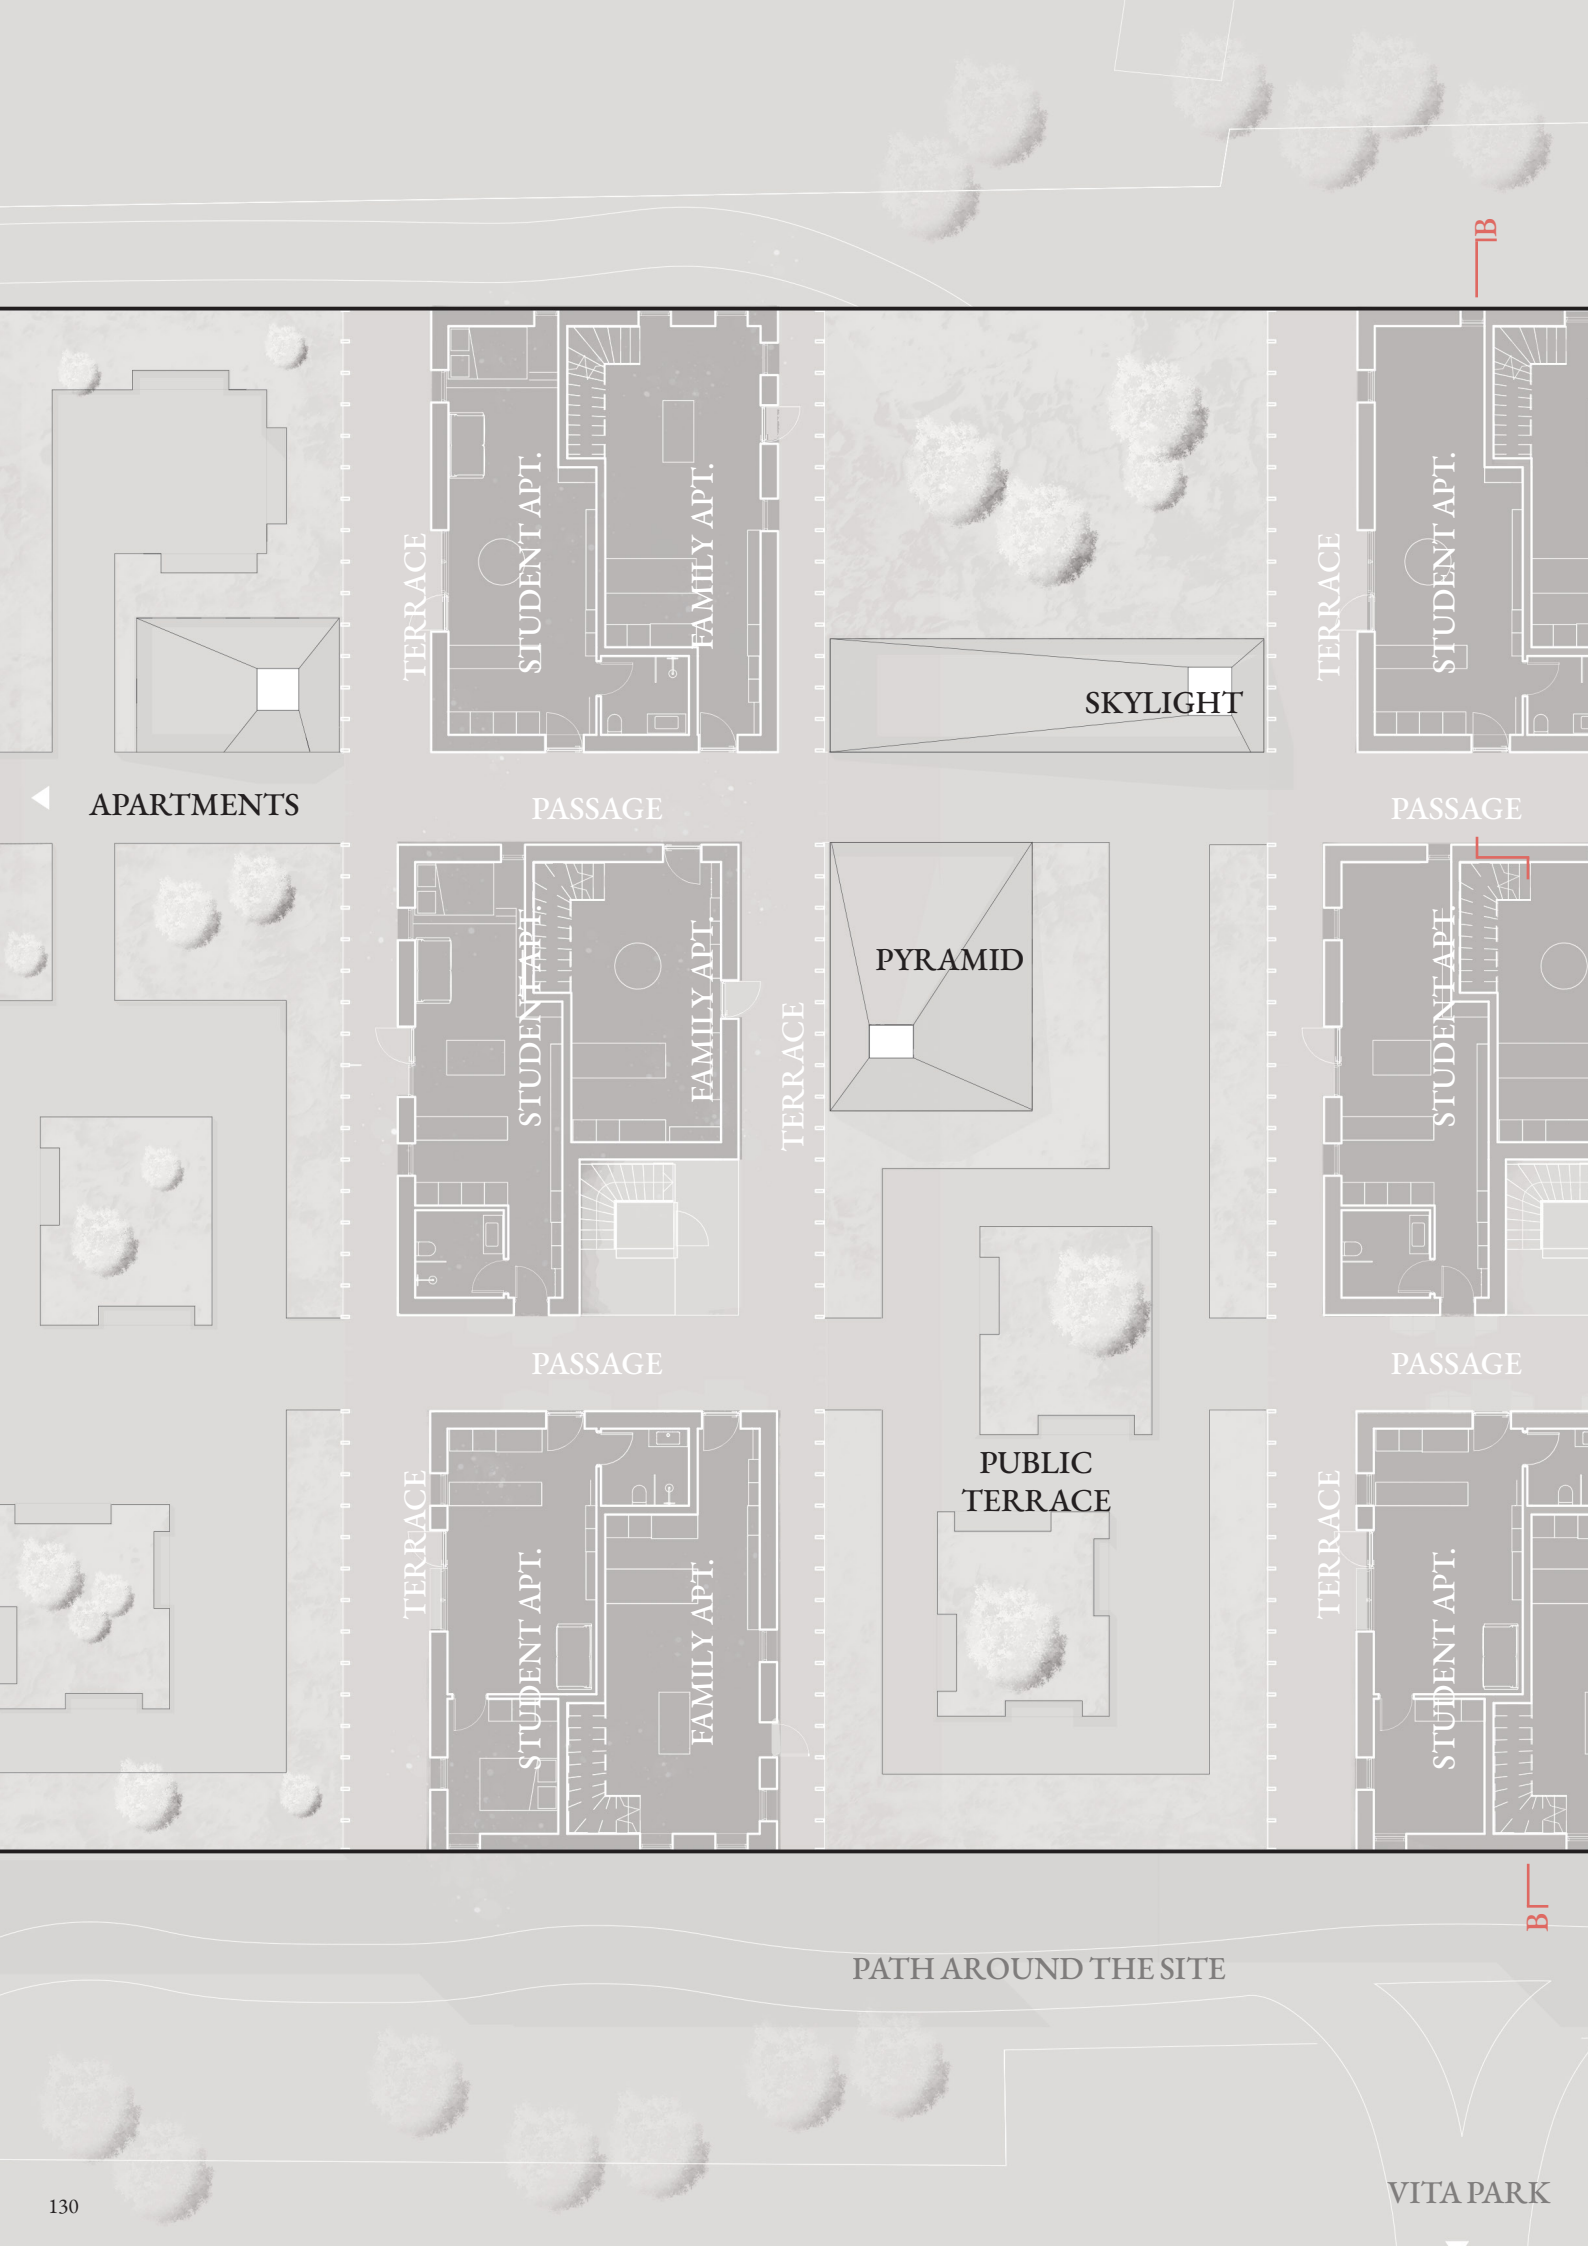 B
TERRACE
STUDENT APT.
FAMILY APT.
TERRACE
STUDENT APT.
SKYLIGHT
APARTMENTS
PASSAGE
PASSAGE
STUDENT APT.
FAMILY APT.
TERRACE
PYRAMID
STUDENT APT.
PASSAGE
PASSAGE
PUBLIC
TERRACE
TERRACE
STUDENT APT.
FAMILY APT.
TERRACE
STUDENT APT.
B
PATH AROUND THE SITE
VITA PARK
130